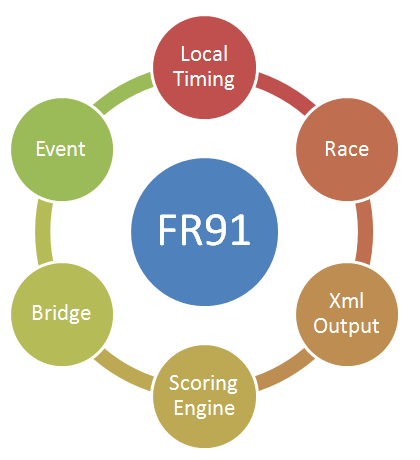 Local
Timing
Event
Race
FR91
Bridge
Xml
Output
Scoring
Engine